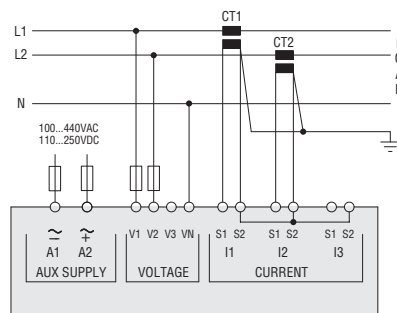 CT1
L1
CT2
L2
N
100...440VAC
110...250VDC
V1 V2 V3 VN S1 S2 S1 S2 S1 S2
A1 A2 I1 I2 I3
AUX SUPPLY VOLTAGE CURRENT